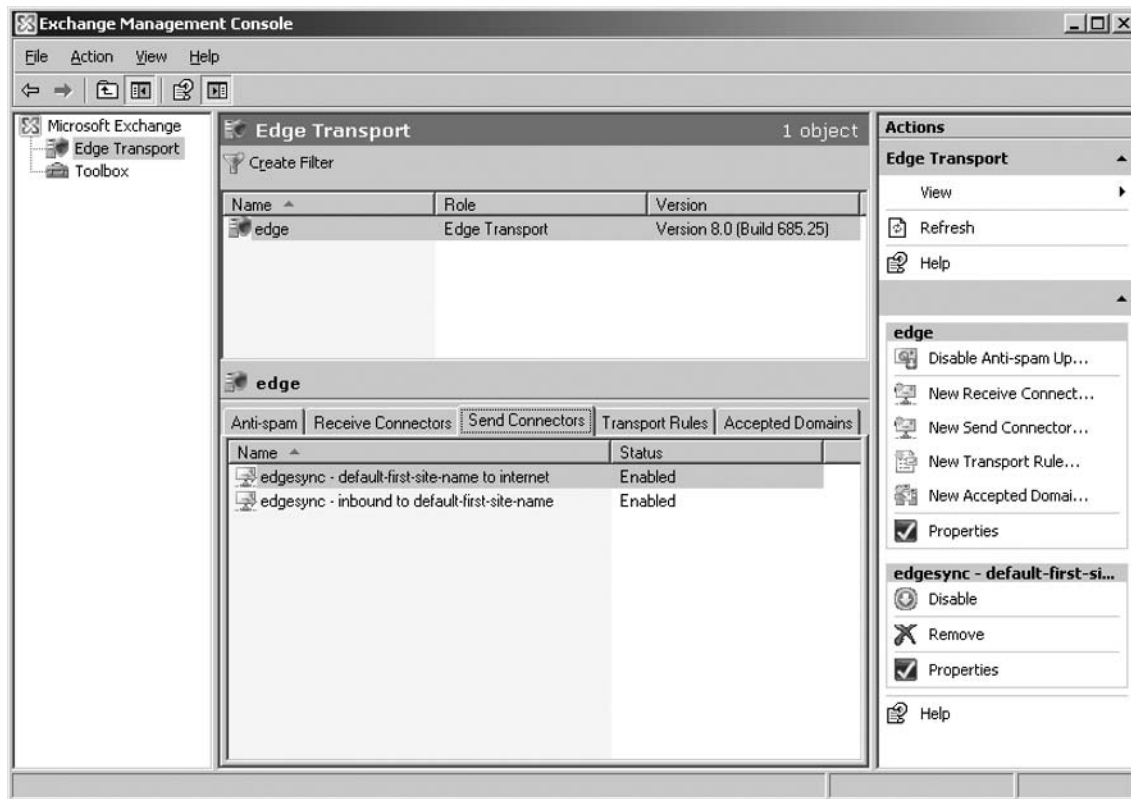 Exchange Management Console
File Action View Help
Microsoft Exchange
Edge Transport
Toolbox
Edge Transport 1 object
Create Filter
Name Role Version
edge Edge Transport Version 8.0 (Build 685.25)
edge
Anti-spam Receive Connectors Send Connectors Transport Rules Accepted Domains
Name Status
edgesync - default-first-site-name to internet Enabled
edgesync - inbound to default-first-site-name Enabled
Actions
Edge Transport
View
Refresh
Help
edge
Disable Anti-spam Up...
New Receive Connect...
New Send Connector...
New Transport Rule...
New Accepted Domai...
Properties
edgesync - default-first-si...
Disable
Remove
Properties
Help